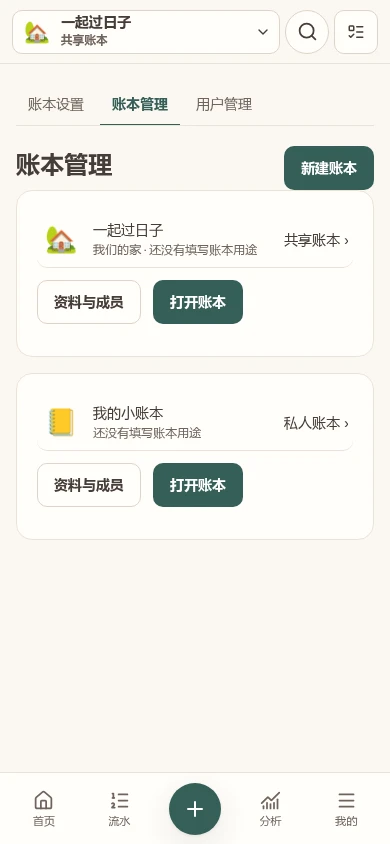 一起过日子
共享账本
账本设置 账本管理 用户管理
账本管理
新建账本
一起过日子
我们的家 · 还没有填写账本用途
共享账本 ›
资料与成员 打开账本
我的小账本
还没有填写账本用途
私人账本 ›
资料与成员 打开账本
首页 流水 分析 我的